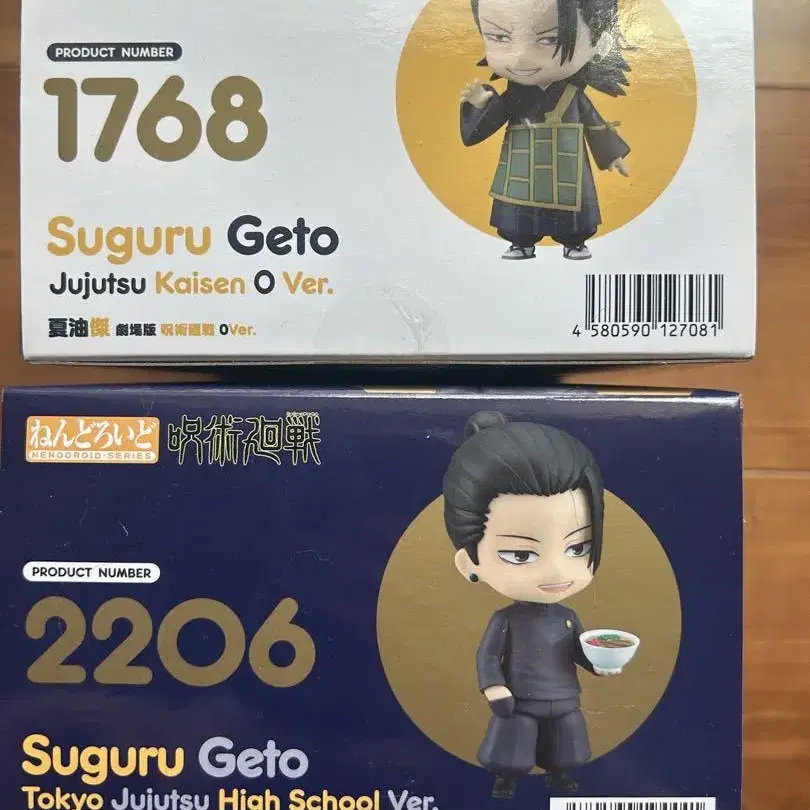 PRODUCT NUMBER
1768
Suguru Geto
Jujutsu Kaisen 0 Ver.
夏油傑 劇場版 呪術廻戦 0Ver.
4 580590 127081
ねんどろいど
NENDOROID-SERIES
呪術廻戦
PRODUCT NUMBER
2206
Suguru Geto
Tokyo Jujutsu High School Ver.